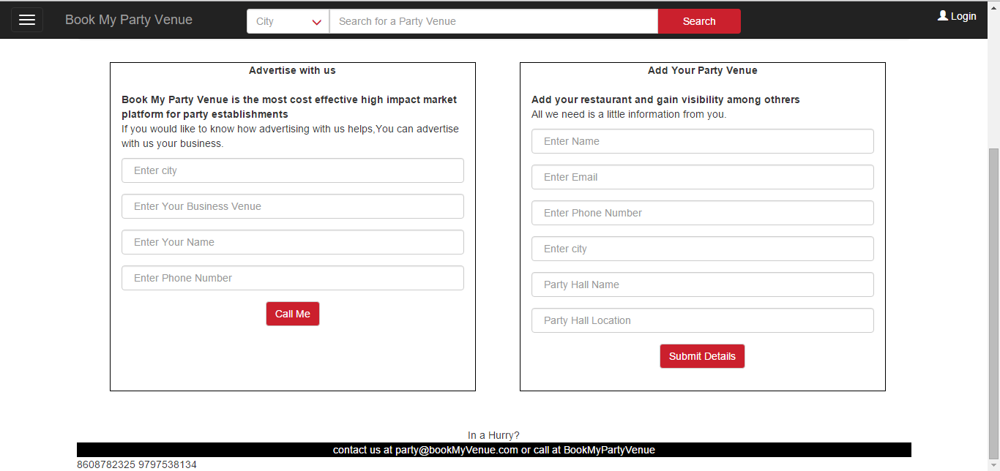 Book My Party Venue
City
Search for a Party Venue
Search
Login
Advertise with us
Book My Party Venue is the most cost effective high impact market
platform for party establishments
If you would like to know how advertising with us helps,You can advertise
with us your business.
Enter city
Enter Your Business Venue
Enter Your Name
Enter Phone Number
Call Me
Add Your Party Venue
Add your restaurant and gain visibility among othrers
All we need is a little information from you.
Enter Name
Enter Email
Enter Phone Number
Enter city
Party Hall Name
Party Hall Location
Submit Details
In a Hurry?
contact us at party@bookMyVenue.com or call at BookMyPartyVenue
8608782325 9797538134